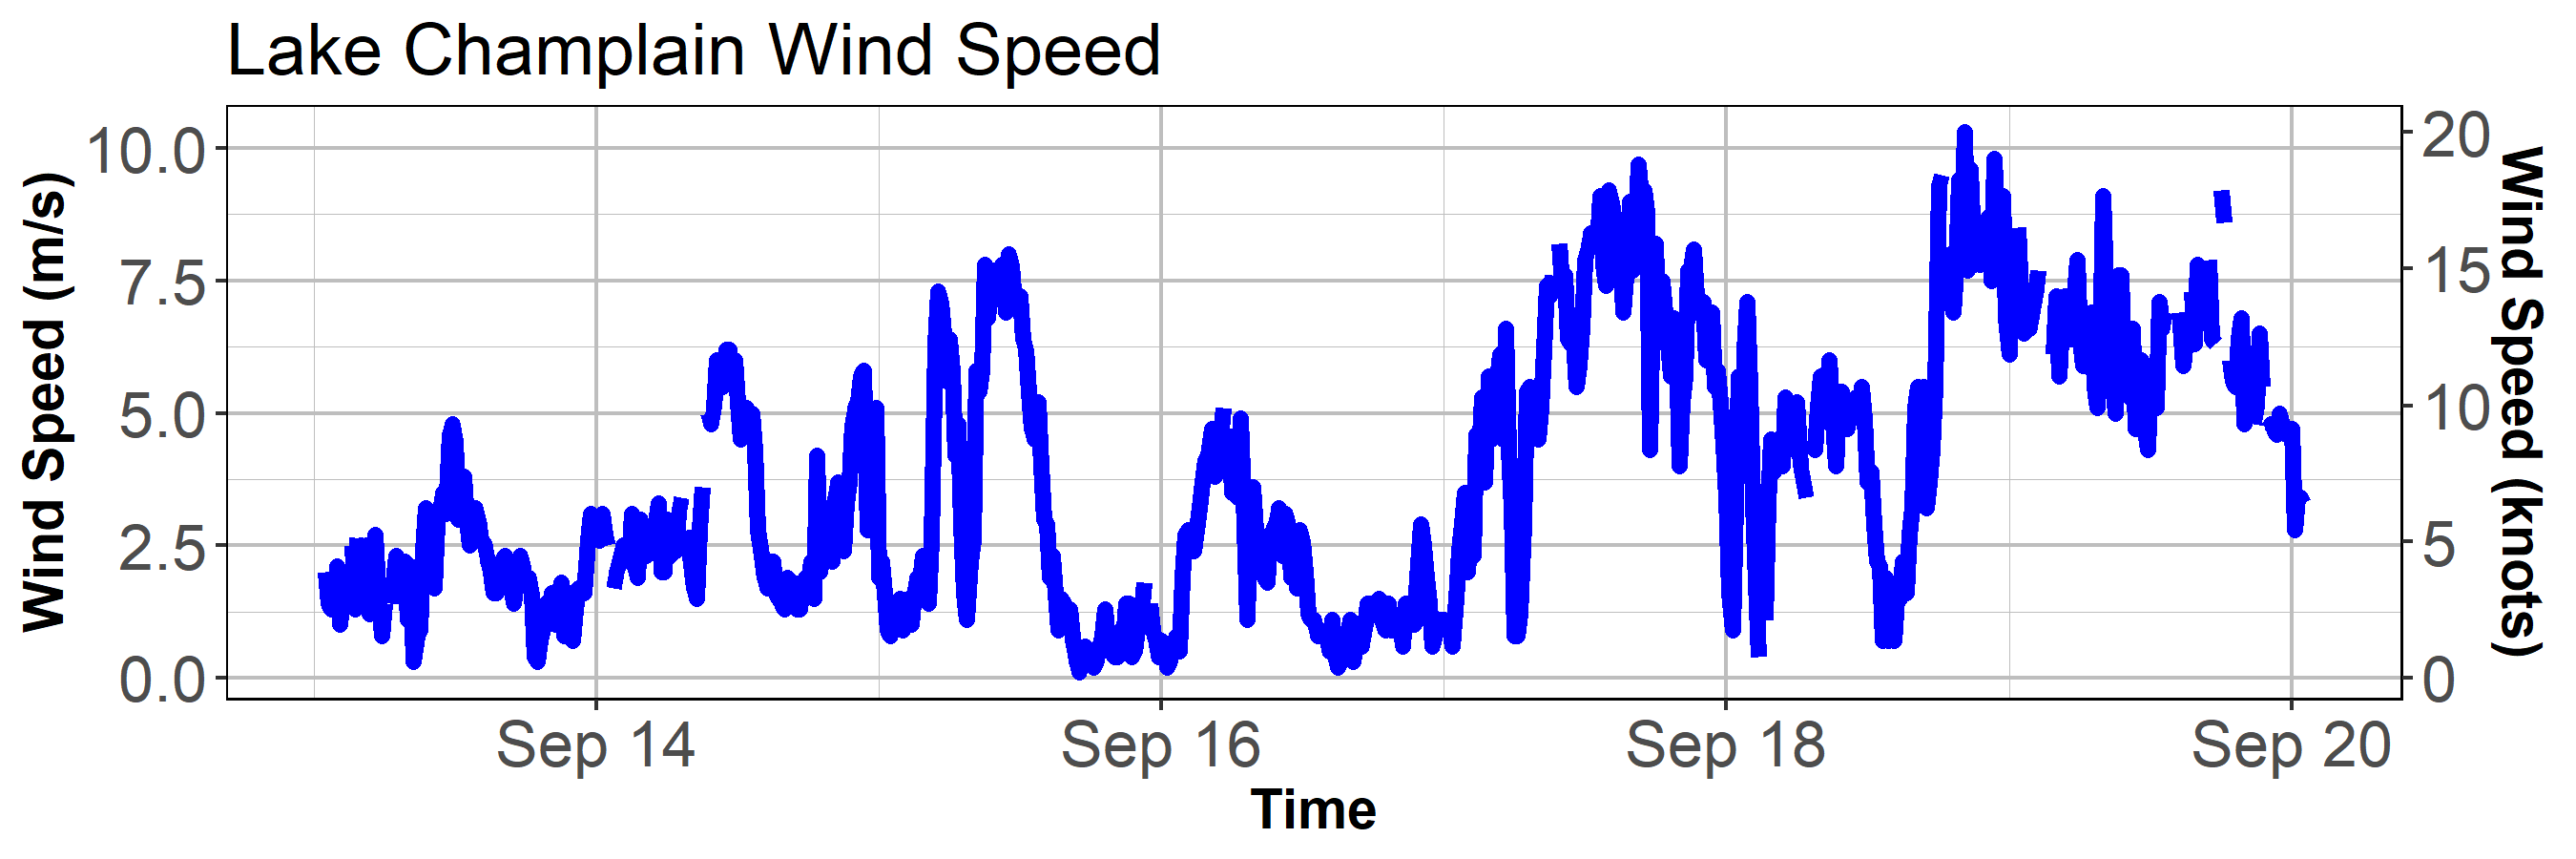 Lake Champlain Wind Speed
Wind Speed (m/s)
10.0
7.5
5.0
2.5
0.0
20
15
10
5
0
Wind Speed (knots)
Sep 14
Sep 16
Sep 18
Sep 20
Time